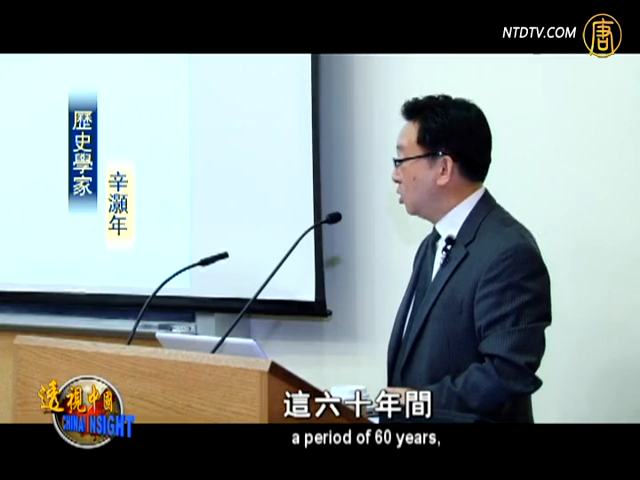 NTDTV.COM
唐
歷史學家
辛灝年
透視中國
CHINA INSIGHT
這六十年間
a period of 60 years,